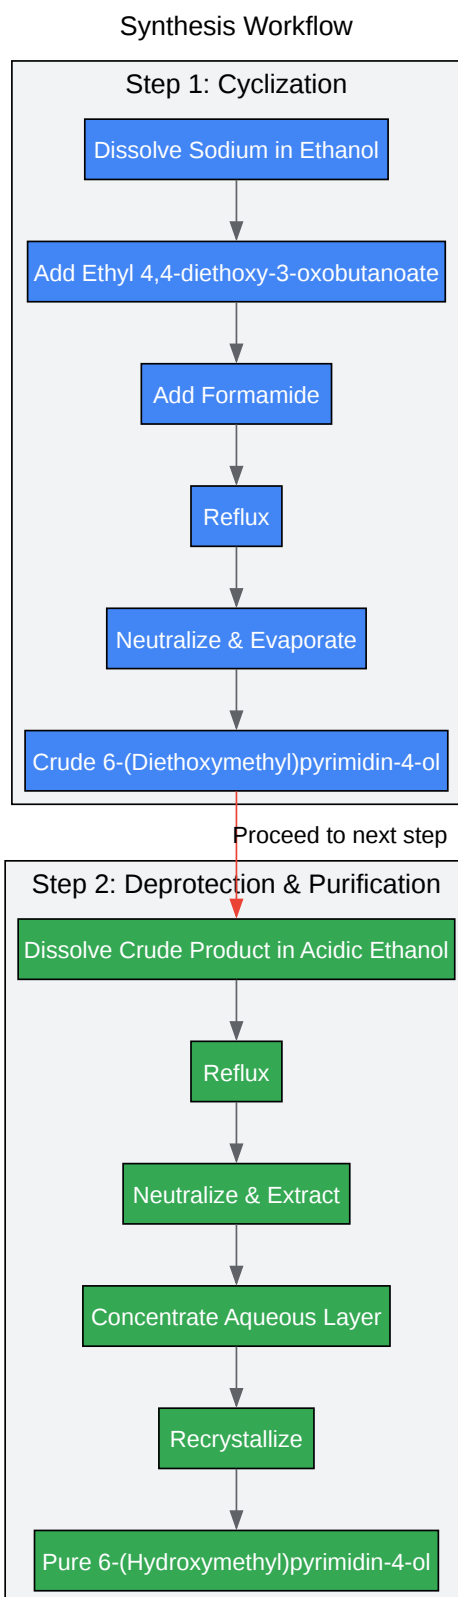 Synthesis Workflow
Step 1: Cyclization
Dissolve Sodium in Ethanol
Add Ethyl 4,4-diethoxy-3-oxobutanoate
Add Formamide
Reflux
Neutralize & Evaporate
Crude 6-(Diethoxymethyl)pyrimidin-4-ol
Proceed to next step
Step 2: Deprotection & Purification
Dissolve Crude Product in Acidic Ethanol
Reflux
Neutralize & Extract
Concentrate Aqueous Layer
Recrystallize
Pure 6-(Hydroxymethyl)pyrimidin-4-ol